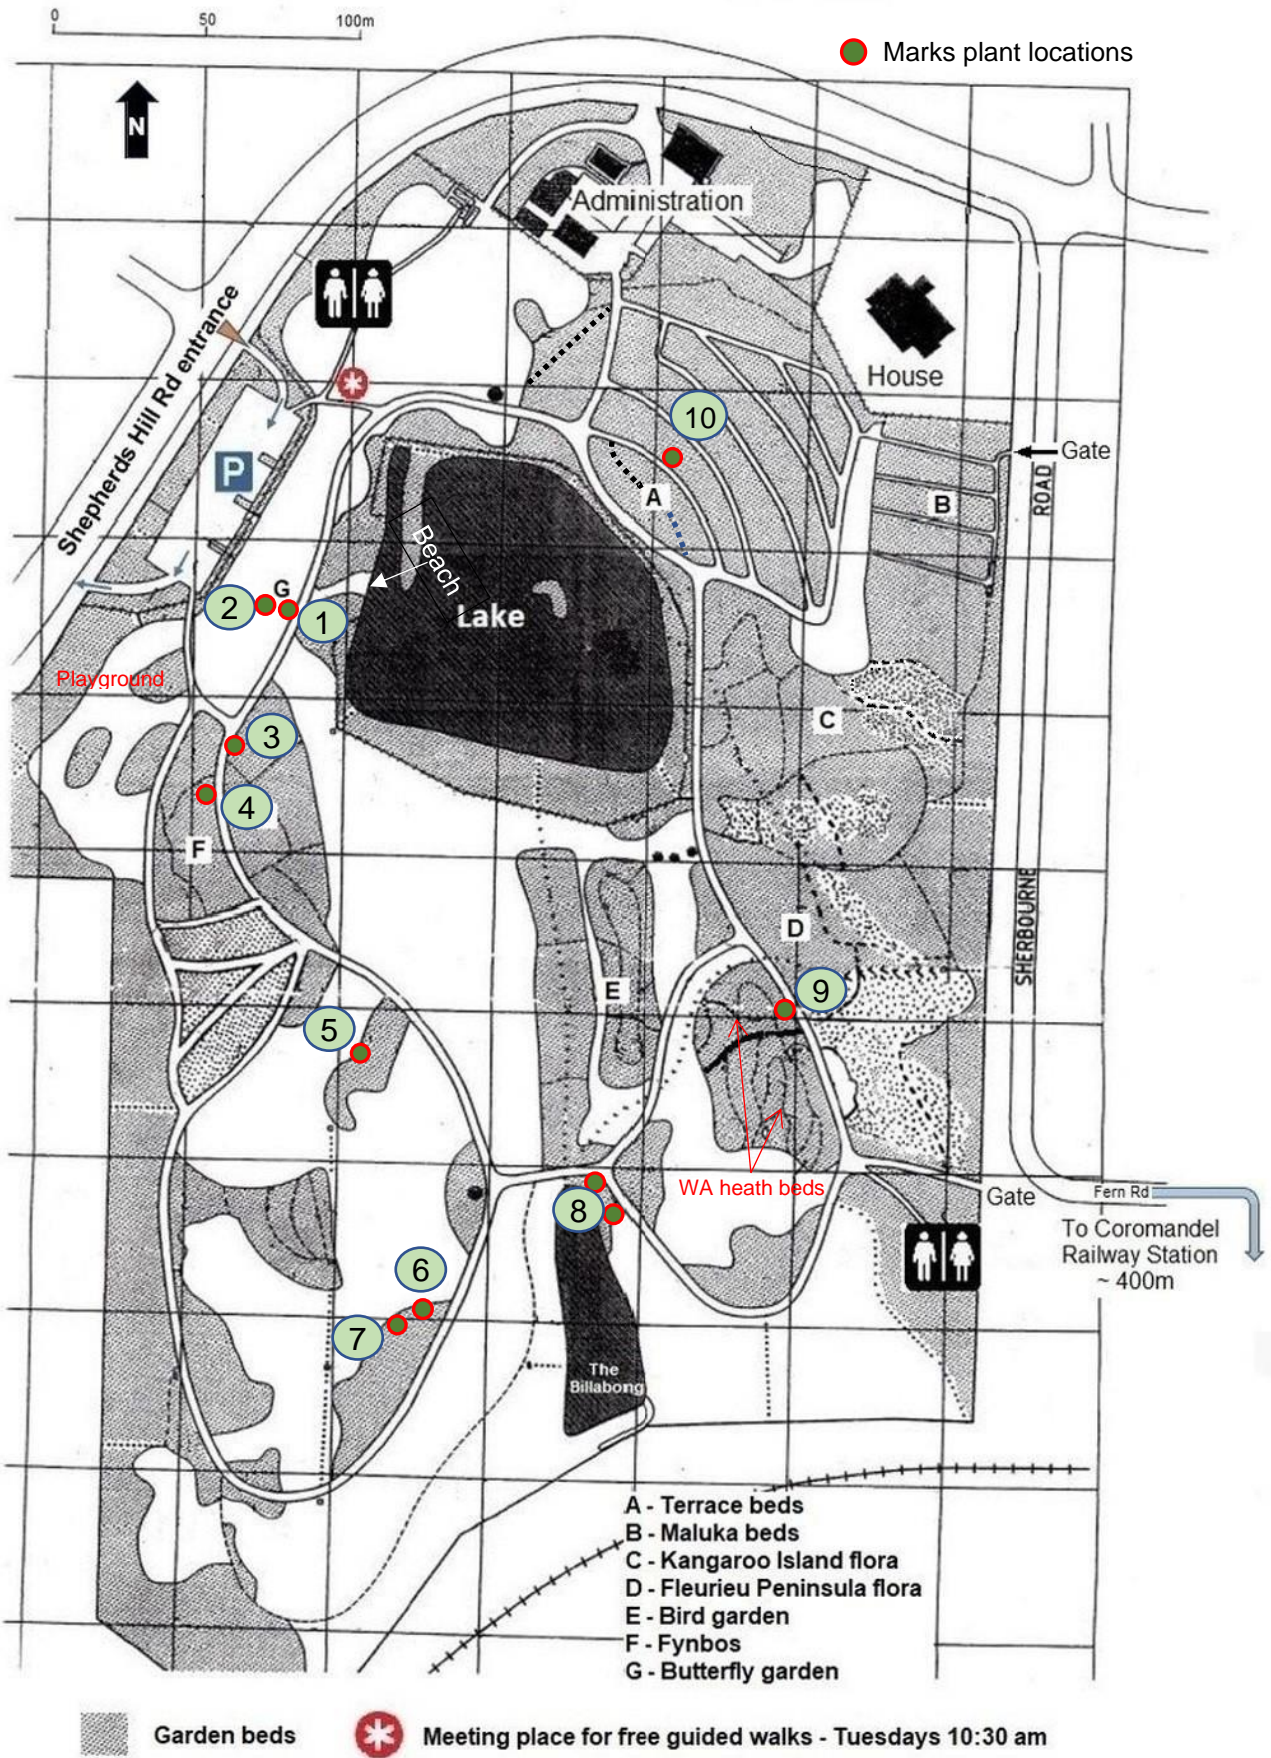 0 50 100m
Marks plant locations
N
Administration
Shepherds Hill Rd entrance
House
10
P
Gate
A
B
ROAD
Beach
2
G
1
Lake
Playground
3
C
4
F
D
SHERBOURNE
E
9
5
WA heath beds
8
Gate
Fern Rd
To Coromandel
Railway Station
~ 400m
6
7
The
Billabong
A - Terrace beds
B - Maluka beds
C - Kangaroo Island flora
D - Fleurieu Peninsula flora
E - Bird garden
F - Fynbos
G - Butterfly garden
Garden beds
Meeting place for free guided walks - Tuesdays 10:30 am